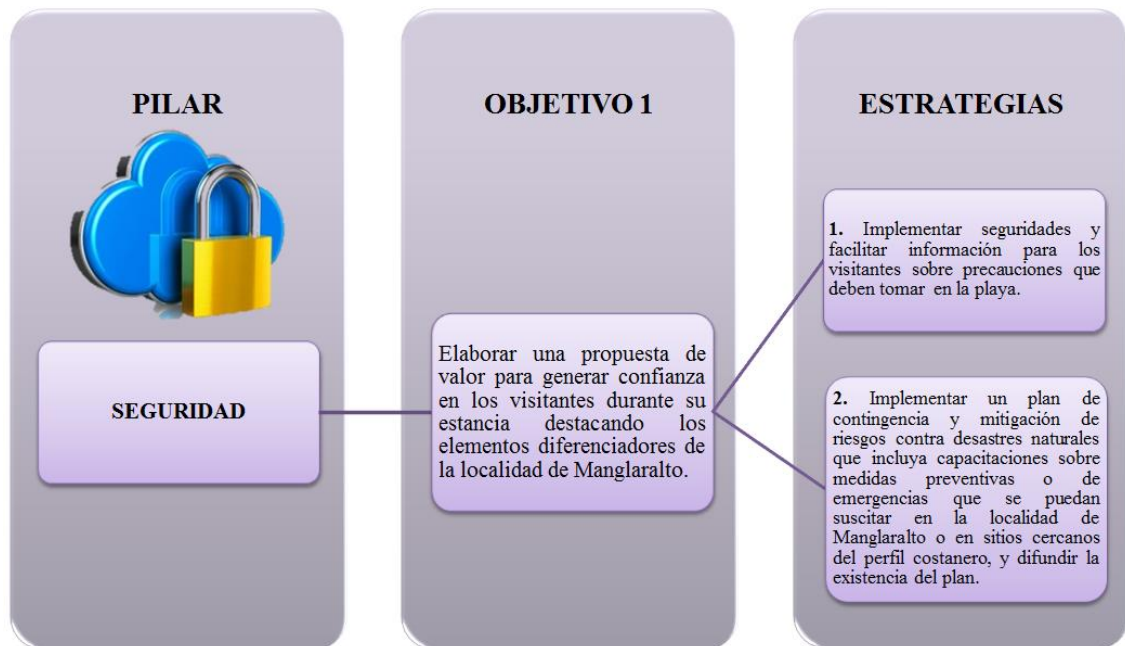 PILAR
SEGURIDAD
OBJETIVO 1
Elaborar una propuesta de
valor para generar confianza
en los visitantes durante su
estancia destacando los
elementos diferenciadores de
la localidad de Manglaralto.
ESTRATEGIAS
1. Implementar seguridades y
facilitar información para los
visitantes sobre precauciones que
deben tomar en la playa.
2. Implementar un plan de
contingencia y mitigación de
riesgos contra desastres naturales
que incluya capacitaciones sobre
medidas preventivas o de
emergencias que se puedan
suscitar en la localidad de
Manglaralto o en sitios cercanos
del perfil costanero, y difundir la
existencia del plan.